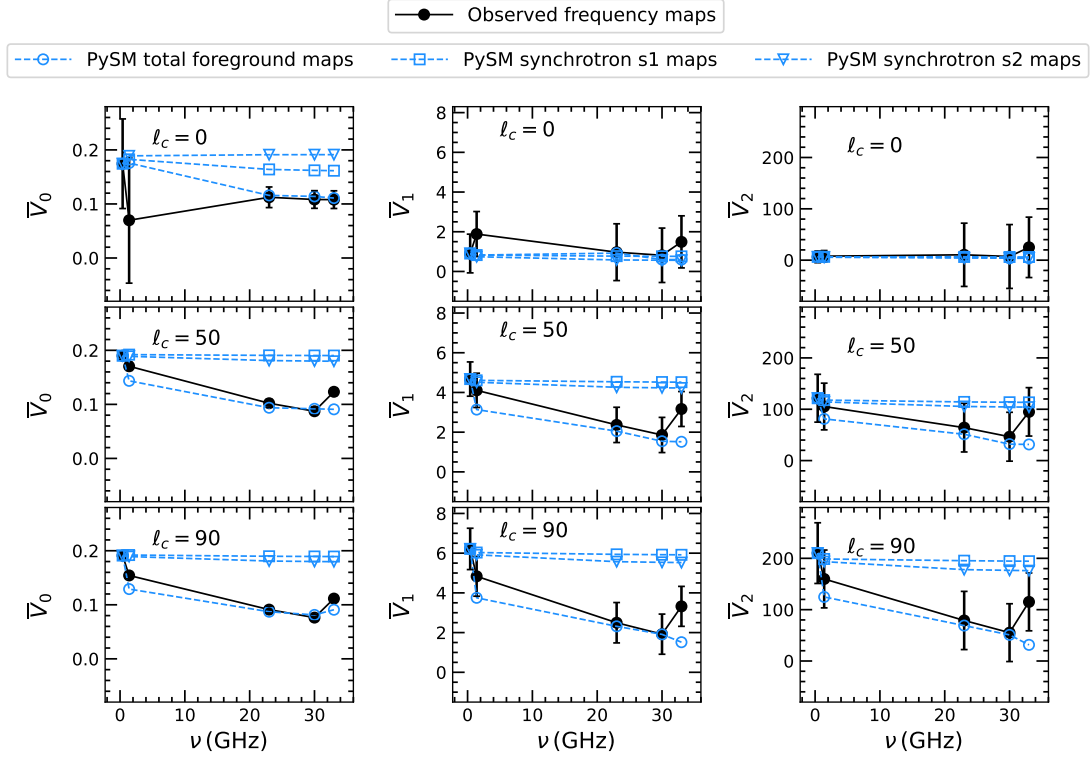 Observed frequency maps
PySM total foreground maps PySM synchrotron s1 maps PySM synchrotron s2 maps
0.2
0.1
0.0
V̅₀
ℓc = 0
8
6
4
2
0
V̅₁
ℓc = 0
200
100
0
V̅₂
ℓc = 0
0.2
0.1
0.0
V̅₀
ℓc = 50
8
6
4
2
0
V̅₁
ℓc = 50
200
100
0
V̅₂
ℓc = 50
0.2
0.1
0.0
V̅₀
ℓc = 90
8
6
4
2
0
V̅₁
ℓc = 90
200
100
0
V̅₂
ℓc = 90
0 10 20 30 0 10 20 30 0 10 20 30
ν (GHz) ν (GHz) ν (GHz)